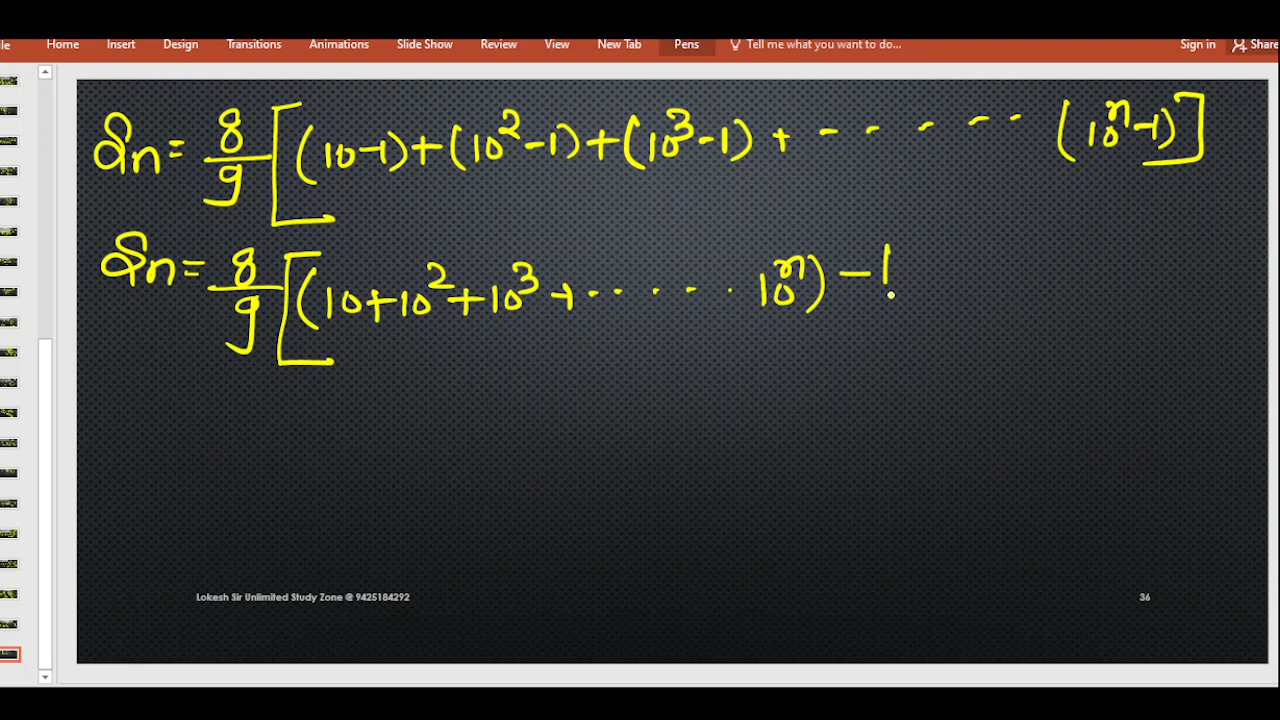 ile Home Insert Design Transitions Animations Slide Show Review View New Tab Pens Tell me what you want to do... Sign in Share
Sn = 8/9 [(10-1)+(10²-1)+(10³-1)+ - - - - - - (10ⁿ-1)]
Sn = 8/9 [(10+10²+10³+ ...... 10ⁿ) - 1
Lokesh Sir Unlimited Study Zone @ 9425184292
36